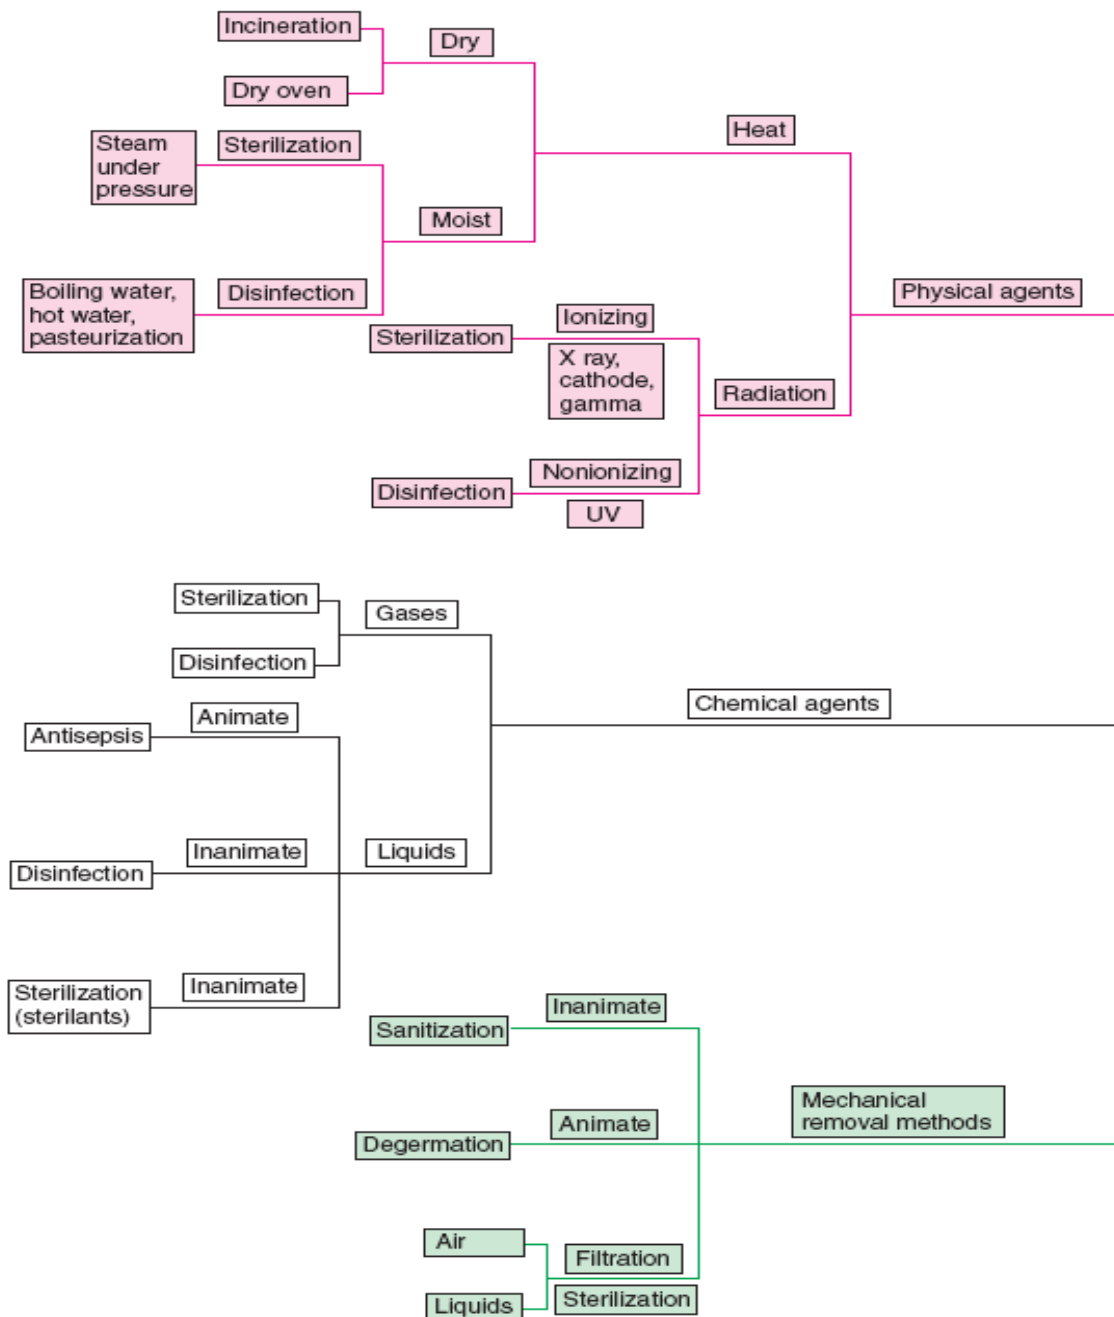 Incineration
Dry
Dry oven
Heat
Steam
under
pressure
Sterilization
Moist
Boiling water,
hot water,
pasteurization
Disinfection
Physical agents
Ionizing
Sterilization
X ray,
cathode,
gamma
Radiation
Nonionizing
Disinfection
UV
Sterilization
Gases
Disinfection
Chemical agents
Animate
Antisepsis
Inanimate
Liquids
Disinfection
Inanimate
Sterilization
(sterilants)
Inanimate
Sanitization
Mechanical
removal methods
Animate
Degermation
Air
Filtration
Sterilization
Liquids